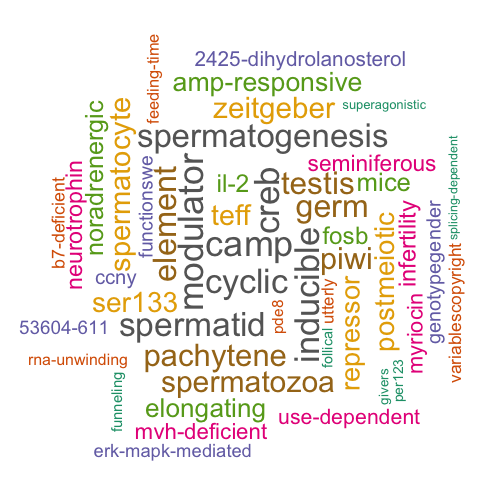 2425-dihydrolanosterol
feeding-time
amp-responsive
superagonistic
zeitgeber
spermatogenesis
noradrenergic
spermatocyte
functionswe
seminiferous
splicing-dependent
b7-deficient
neurotrophin
element
modulator
il-2
creb
testis
mice
teff
germ
fosb
camp
inducible
piwi
postmeiotic
infertility
genotypegender
variablescopyright
ccny
cyclic
ser133
pde8
follical
utterly
repressor
myriocin
53604-611
spermatid
rna-unwinding
pachytene
spermatozoa
givers
per123
funneling
elongating
use-dependent
mvh-deficient
erk-mapk-mediated